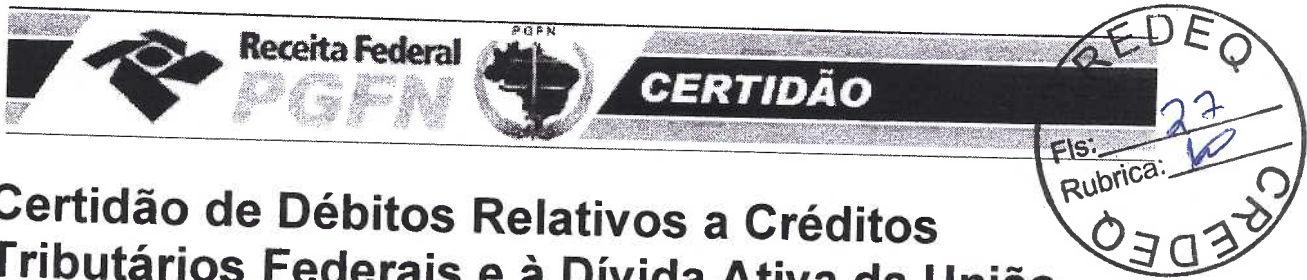 Receita Federal
PGFN
PGFN
CERTIDÃO
CREDEQ
Fls: 27
Rubrica:
CREDEQ
Certidão de Débitos Relativos a Créditos
Tributários Federais e à Dívida Ativa da União